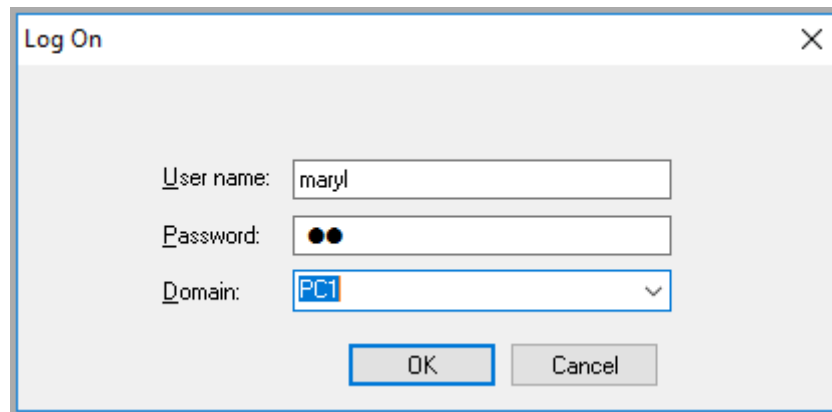 Log On
User name: maryl
Password: ●●
Domain: PC1
OK Cancel